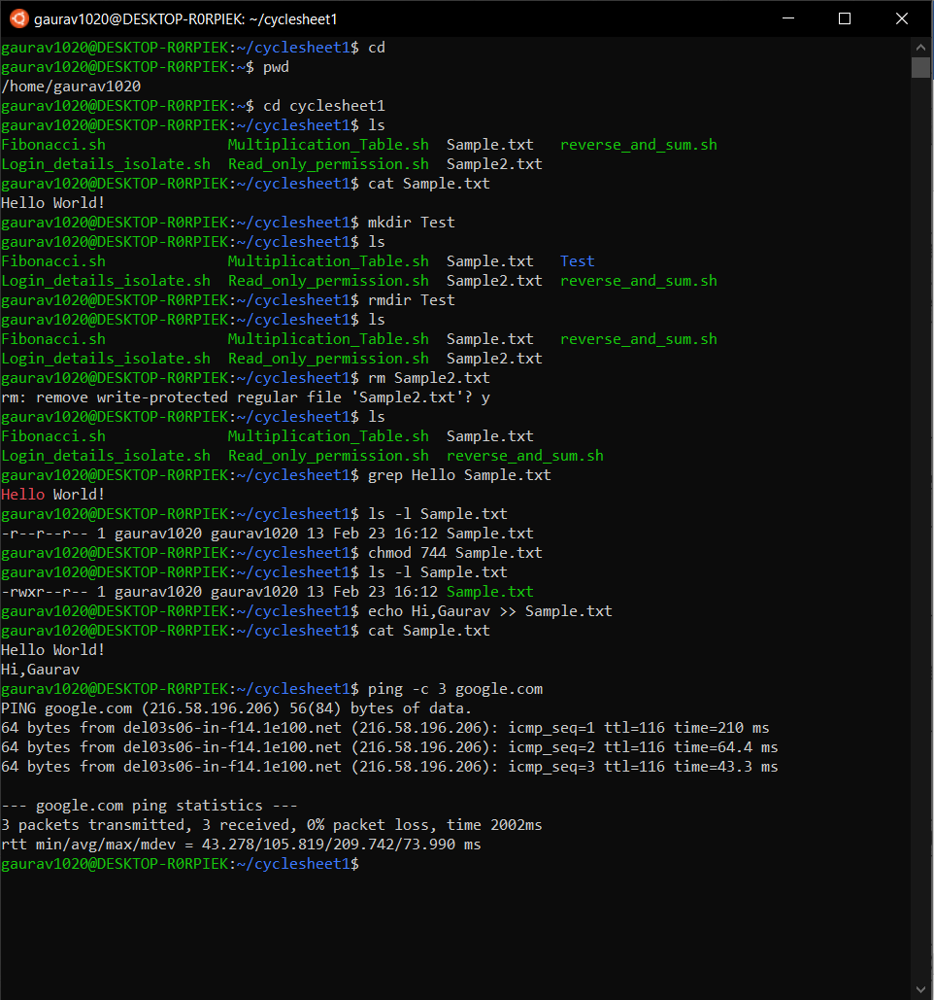 gaurav1020@DESKTOP-R0RPIEK: ~/cyclesheet1
gaurav1020@DESKTOP-R0RPIEK:~/cyclesheet1$ cd
gaurav1020@DESKTOP-R0RPIEK:~$ pwd
/home/gaurav1020
gaurav1020@DESKTOP-R0RPIEK:~$ cd cyclesheet1
gaurav1020@DESKTOP-R0RPIEK:~/cyclesheet1$ ls
Fibonacci.sh              Multiplication_Table.sh  Sample.txt   reverse_and_sum.sh
Login_details_isolate.sh  Read_only_permission.sh  Sample2.txt
gaurav1020@DESKTOP-R0RPIEK:~/cyclesheet1$ cat Sample.txt
Hello World!
gaurav1020@DESKTOP-R0RPIEK:~/cyclesheet1$ mkdir Test
gaurav1020@DESKTOP-R0RPIEK:~/cyclesheet1$ ls
Fibonacci.sh              Multiplication_Table.sh  Sample.txt   Test
Login_details_isolate.sh  Read_only_permission.sh  Sample2.txt  reverse_and_sum.sh
gaurav1020@DESKTOP-R0RPIEK:~/cyclesheet1$ rmdir Test
gaurav1020@DESKTOP-R0RPIEK:~/cyclesheet1$ ls
Fibonacci.sh              Multiplication_Table.sh  Sample.txt   reverse_and_sum.sh
Login_details_isolate.sh  Read_only_permission.sh  Sample2.txt
gaurav1020@DESKTOP-R0RPIEK:~/cyclesheet1$ rm Sample2.txt
rm: remove write-protected regular file 'Sample2.txt'? y
gaurav1020@DESKTOP-R0RPIEK:~/cyclesheet1$ ls
Fibonacci.sh              Multiplication_Table.sh  Sample.txt
Login_details_isolate.sh  Read_only_permission.sh  reverse_and_sum.sh
gaurav1020@DESKTOP-R0RPIEK:~/cyclesheet1$ grep Hello Sample.txt
Hello World!
gaurav1020@DESKTOP-R0RPIEK:~/cyclesheet1$ ls -l Sample.txt
-r--r--r-- 1 gaurav1020 gaurav1020 13 Feb 23 16:12 Sample.txt
gaurav1020@DESKTOP-R0RPIEK:~/cyclesheet1$ chmod 744 Sample.txt
gaurav1020@DESKTOP-R0RPIEK:~/cyclesheet1$ ls -l Sample.txt
-rwxr--r-- 1 gaurav1020 gaurav1020 13 Feb 23 16:12 Sample.txt
gaurav1020@DESKTOP-R0RPIEK:~/cyclesheet1$ echo Hi,Gaurav >> Sample.txt
gaurav1020@DESKTOP-R0RPIEK:~/cyclesheet1$ cat Sample.txt
Hello World!
Hi,Gaurav
gaurav1020@DESKTOP-R0RPIEK:~/cyclesheet1$ ping -c 3 google.com
PING google.com (216.58.196.206) 56(84) bytes of data.
64 bytes from del03s06-in-f14.1e100.net (216.58.196.206): icmp_seq=1 ttl=116 time=210 ms
64 bytes from del03s06-in-f14.1e100.net (216.58.196.206): icmp_seq=2 ttl=116 time=64.4 ms
64 bytes from del03s06-in-f14.1e100.net (216.58.196.206): icmp_seq=3 ttl=116 time=43.3 ms

--- google.com ping statistics ---
3 packets transmitted, 3 received, 0% packet loss, time 2002ms
rtt min/avg/max/mdev = 43.278/105.819/209.742/73.990 ms
gaurav1020@DESKTOP-R0RPIEK:~/cyclesheet1$